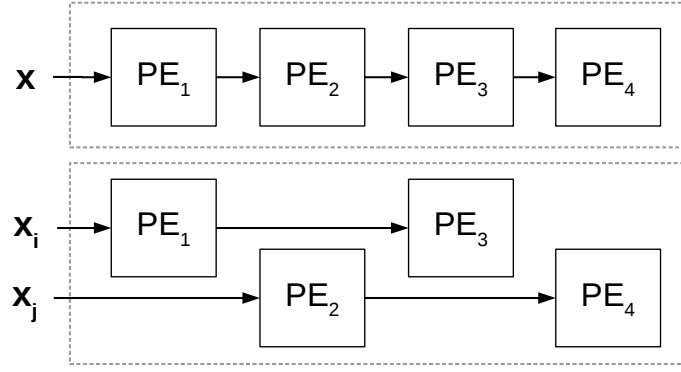 x PE₁ PE₂ PE₃ PE₄
xᵢ PE₁ PE₃
xⱼ PE₂ PE₄